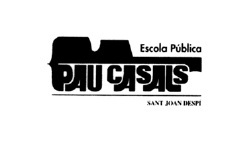 Escola Pública
PAU CASALS
SANT JOAN DESPÍ